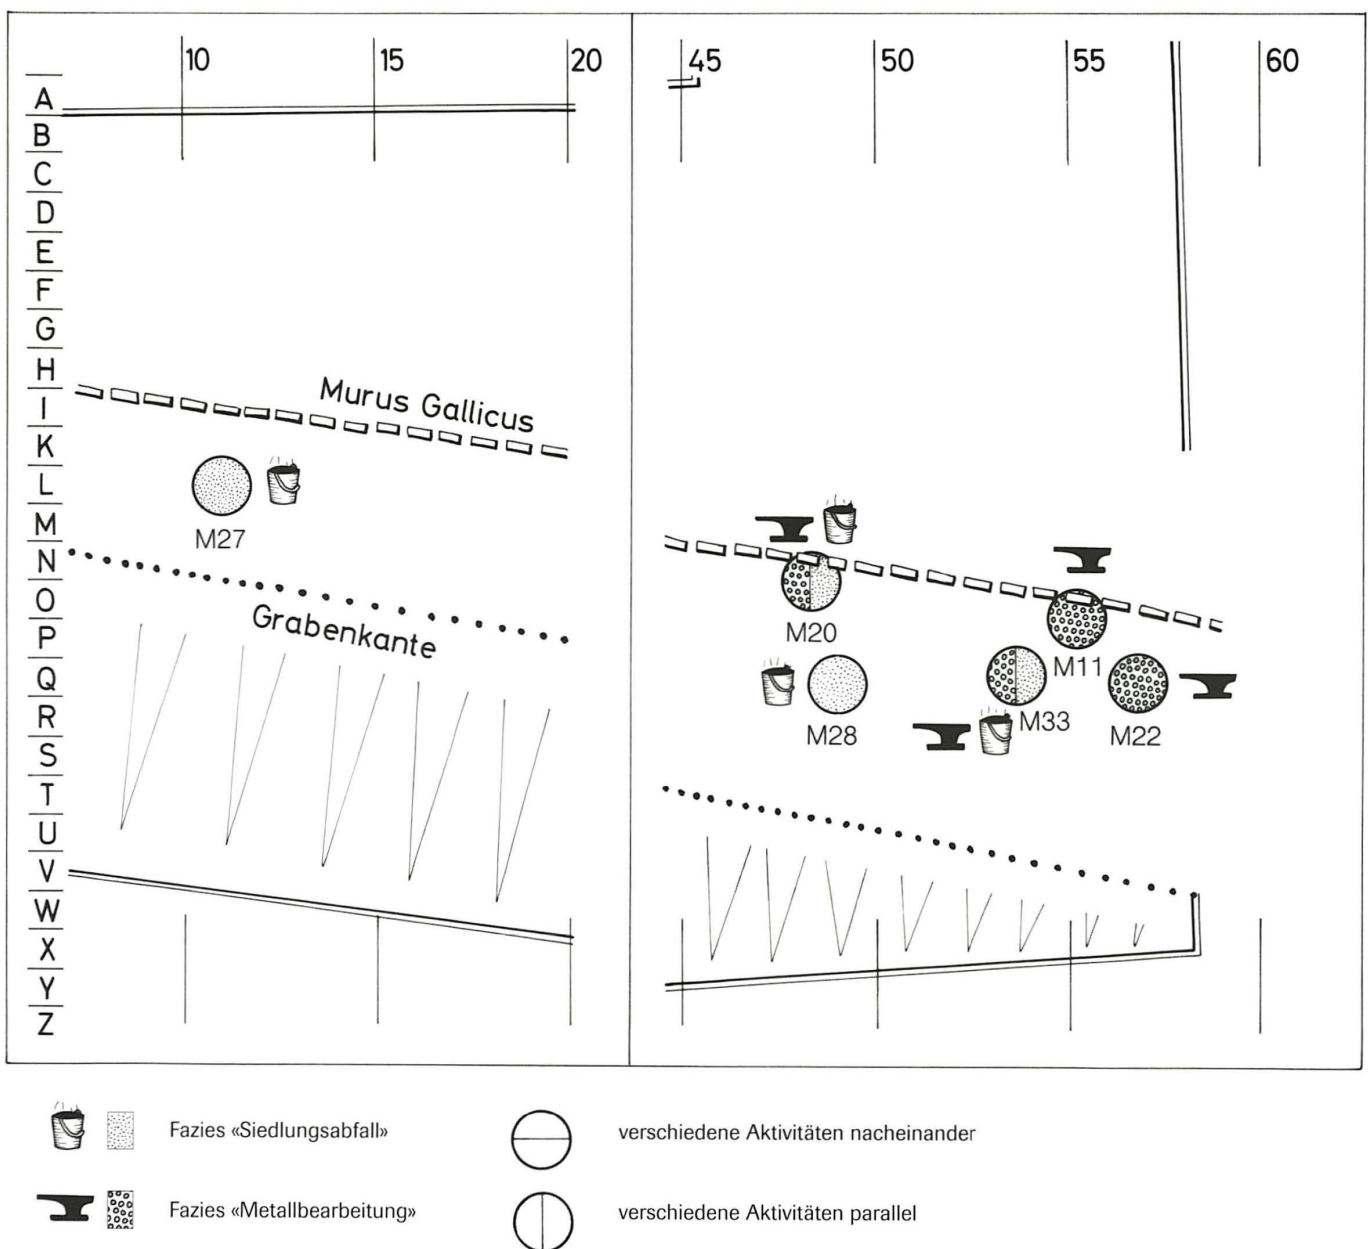 10 15 20 45 50 55 60
A
B
C
D
E
F
G
H
I
K
L
M
N
O
P
Q
R
S
T
U
V
W
X
Y
Z
Murus Gallicus
M27
Grabenkante
M20
M11
M28
M33
M22
Fazies «Siedlungsabfall»
verschiedene Aktivitäten nacheinander
Fazies «Metallbearbeitung»
verschiedene Aktivitäten parallel